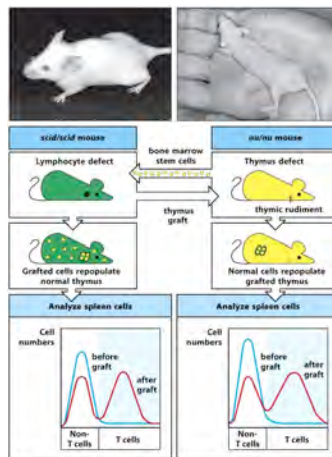 scid/scid mouse
nu/nu mouse
bone marrow
stem cells
Lymphocyte defect
Thymus defect
thymic rudiment
thymus
graft
Grafted cells repopulate
normal thymus
Normal cells repopulate
grafted thymus
Analyze spleen cells
Analyze spleen cells
Cell
numbers
before
graft
after
graft
Non-
T cells
T cells
Cell
numbers
before
graft
after
graft
Non-
T cells
T cells